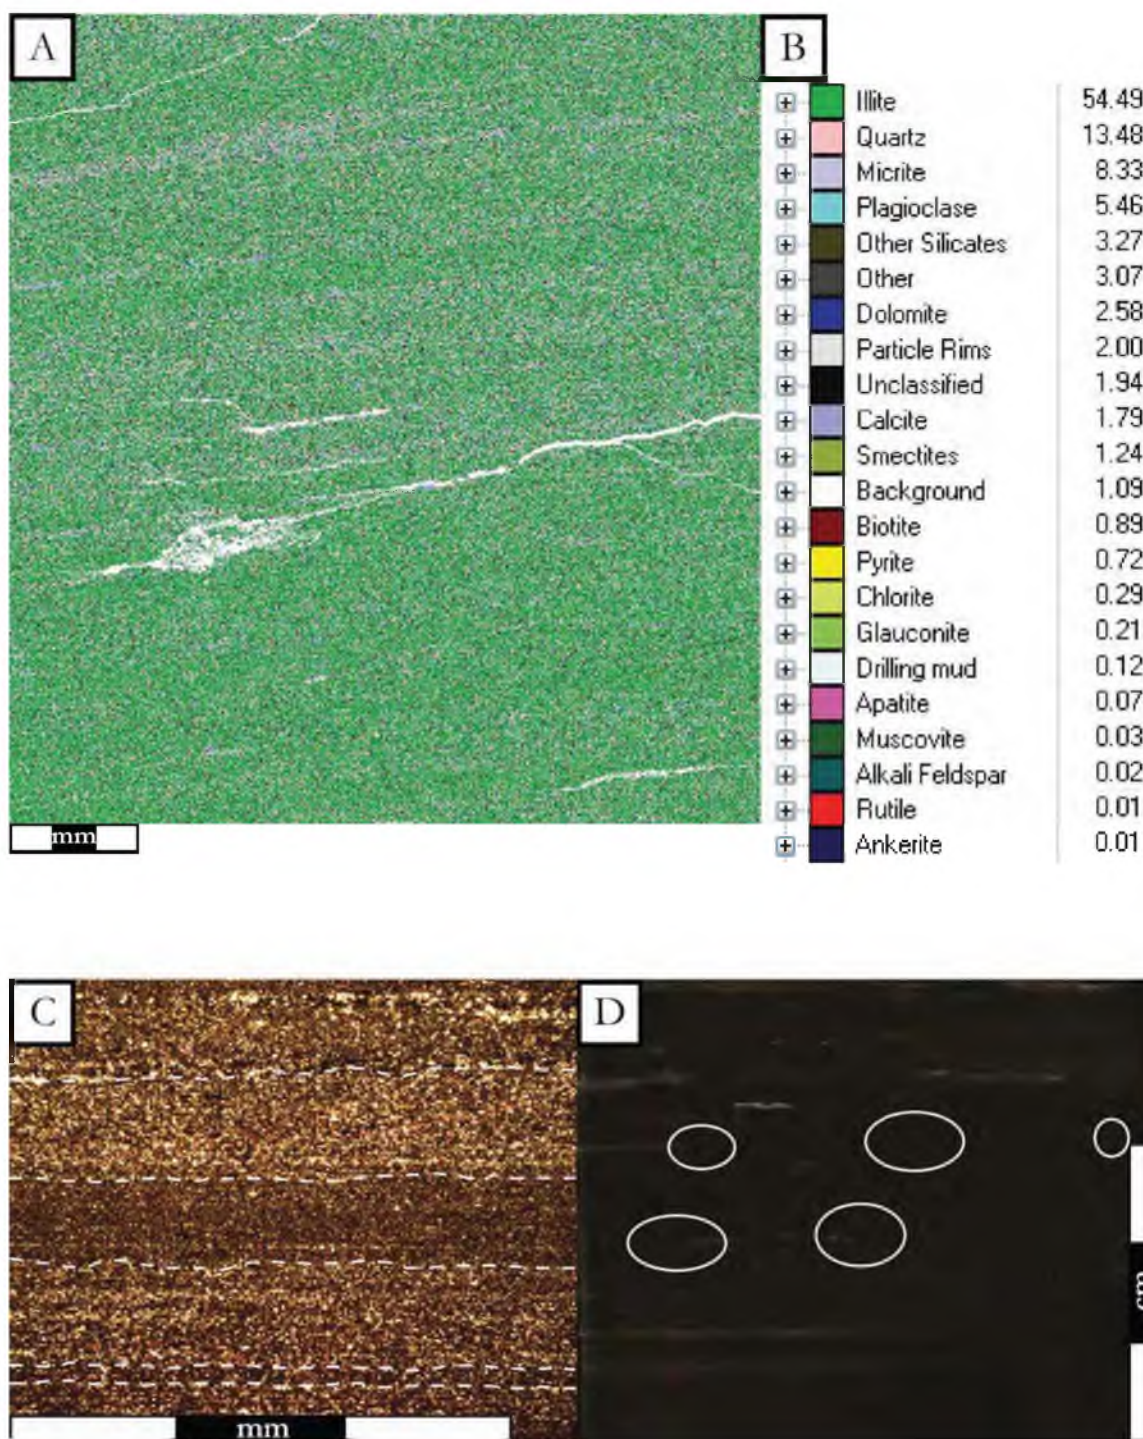 A
B
Illite 54.49
Quartz 13.48
Micrite 8.33
Plagioclase 5.46
Other Silicates 3.27
Other 3.07
Dolomite 2.58
Particle Rims 2.00
Unclassified 1.94
Calcite 1.79
Smectites 1.24
Background 1.09
Biotite 0.89
Pyrite 0.72
Chlorite 0.29
Glauconite 0.21
Drilling mud 0.12
Apatite 0.07
Muscovite 0.03
Alkali Feldspar 0.02
Rutile 0.01
Ankerite 0.01
mm
C
D
cm
mm